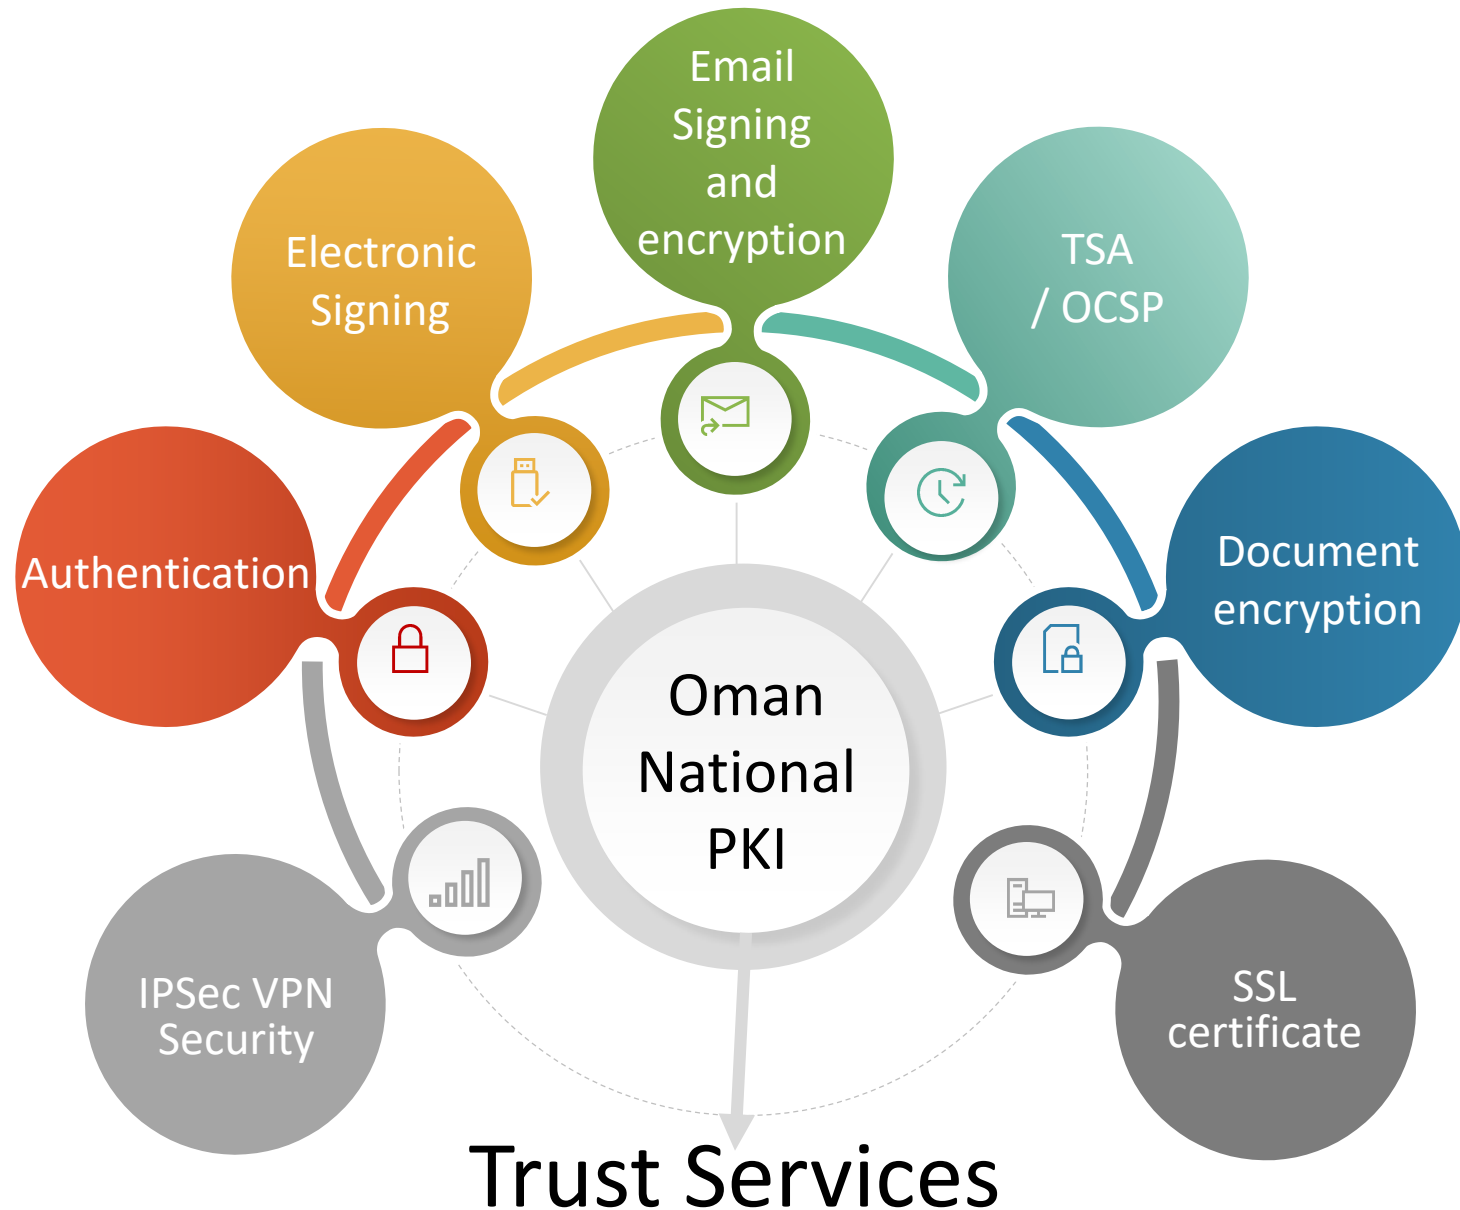 Email
Signing
and
encryption
Electronic
Signing
TSA
/ OCSP
Authentication
Document
encryption
Oman
National
PKI
IPSec VPN
Security
SSL
certificate
Trust Services